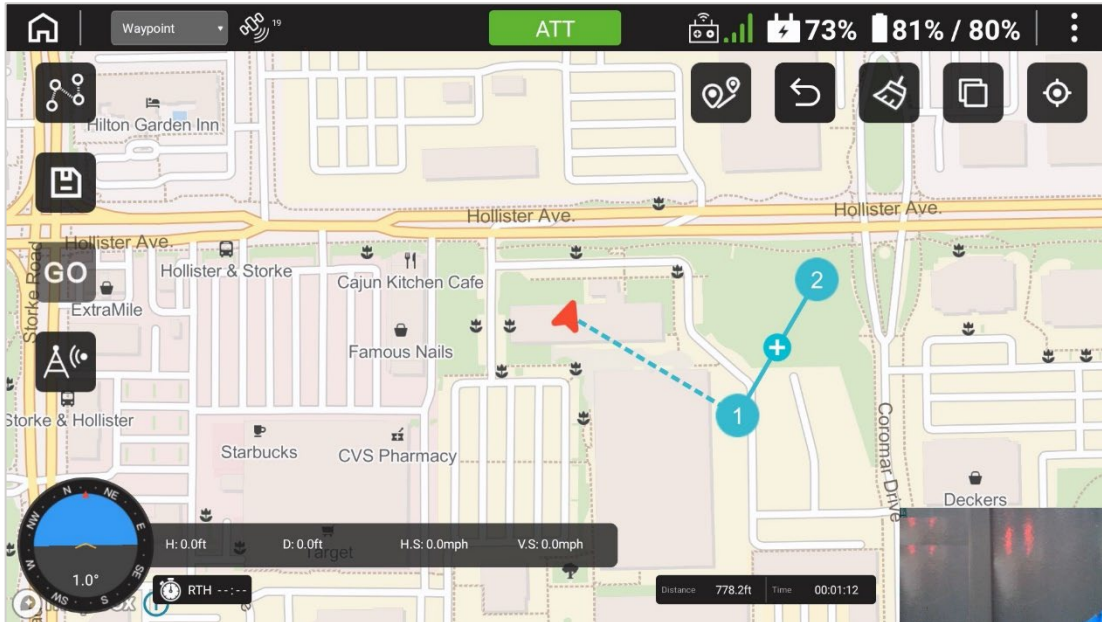 Waypoint
19
ATT
73%
81% / 80%
Hilton Garden Inn
Hollister Ave.
Hollister Ave.
Hollister Ave.
Storke Road
GO
Hollister & Storke
Cajun Kitchen Cafe
ExtraMile
Famous Nails
2
1
Storke & Hollister
Starbucks
CVS Pharmacy
Coromar Drive
Deckers
N
NE
E
SE
S
SW
W
NW
1.0°
H: 0.0ft
D: 0.0ft
H.S: 0.0mph
V.S: 0.0mph
Target
RTH --:--
Distance 778.2ft Time 00:01:12